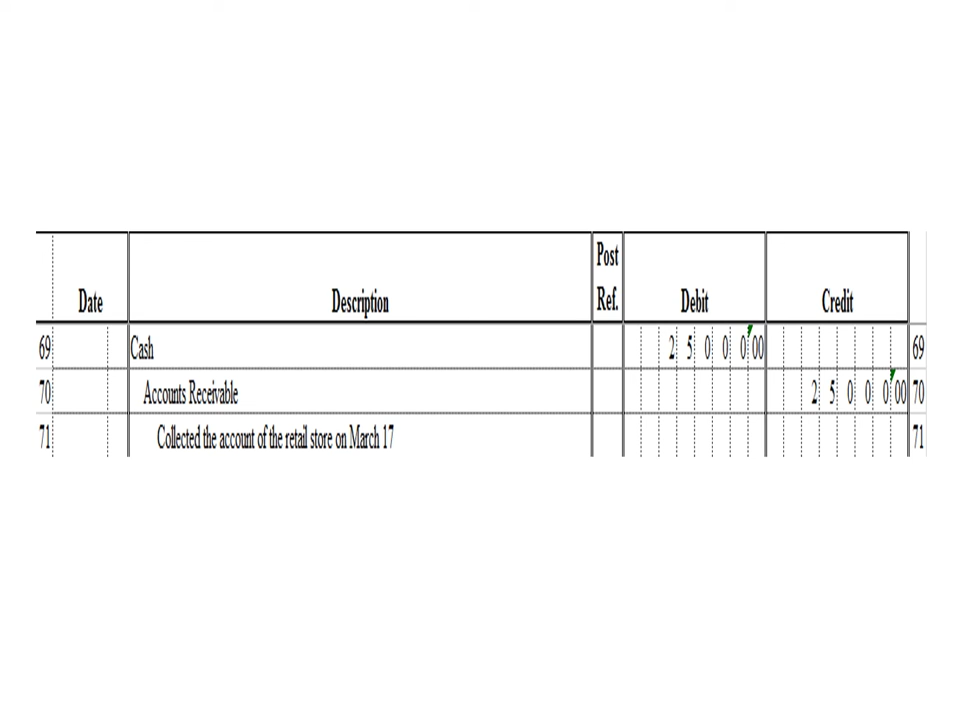 Post
Date Description Ref. Debit Credit
69 Cash 2 5 0 0 0 00 69
70 Accounts Receivable 2 5 0 0 0 00 70
71 Collected the account of the retail store on March 17 71